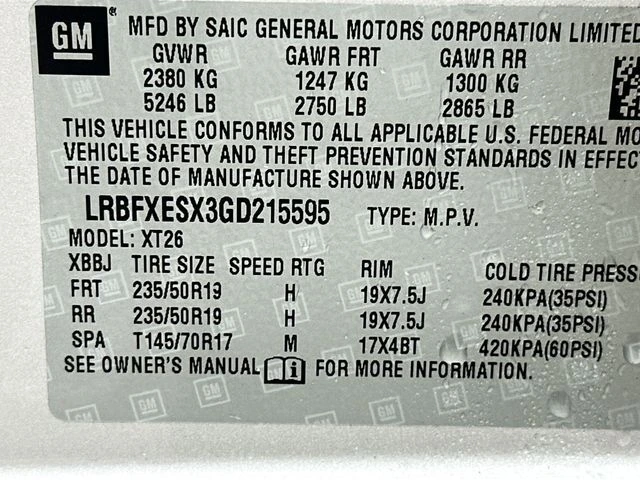 GM
MFD BY SAIC GENERAL MOTORS CORPORATION LIMITED
GVWR GAWR FRT GAWR RR
2380 KG 1247 KG 1300 KG
5246 LB 2750 LB 2865 LB
THIS VEHICLE CONFORMS TO ALL APPLICABLE U.S. FEDERAL MO
VEHICLE SAFETY AND THEFT PREVENTION STANDARDS IN EFFEC
THE DATE OF MANUFACTURE SHOWN ABOVE.
LRBFXESX3GD215595 TYPE: M.P.V.
MODEL: XT26
XBBJ TIRE SIZE SPEED RTG RIM COLD TIRE PRESS
FRT 235/50R19 H 19X7.5J 240KPA(35PSI)
RR 235/50R19 H 19X7.5J 240KPA(35PSI)
SPA T145/70R17 M 17X4BT 420KPA(60PSI)
SEE OWNER'S MANUAL i FOR MORE INFORMATION.